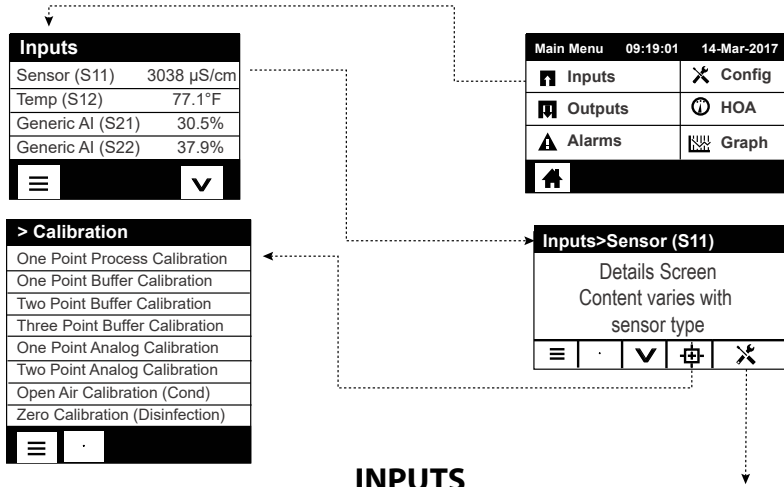 Inputs
Sensor (S11) 3038 µS/cm
Temp (S12) 77.1°F
Generic AI (S21) 30.5%
Generic AI (S22) 37.9%
Main Menu 09:19:01 14-Mar-2017
Inputs Config
Outputs HOA
Alarms Graph
> Calibration
One Point Process Calibration
One Point Buffer Calibration
Two Point Buffer Calibration
Three Point Buffer Calibration
One Point Analog Calibration
Two Point Analog Calibration
Open Air Calibration (Cond)
Zero Calibration (Disinfection)
Inputs>Sensor (S11)
Details Screen
Content varies with
sensor type
INPUTS